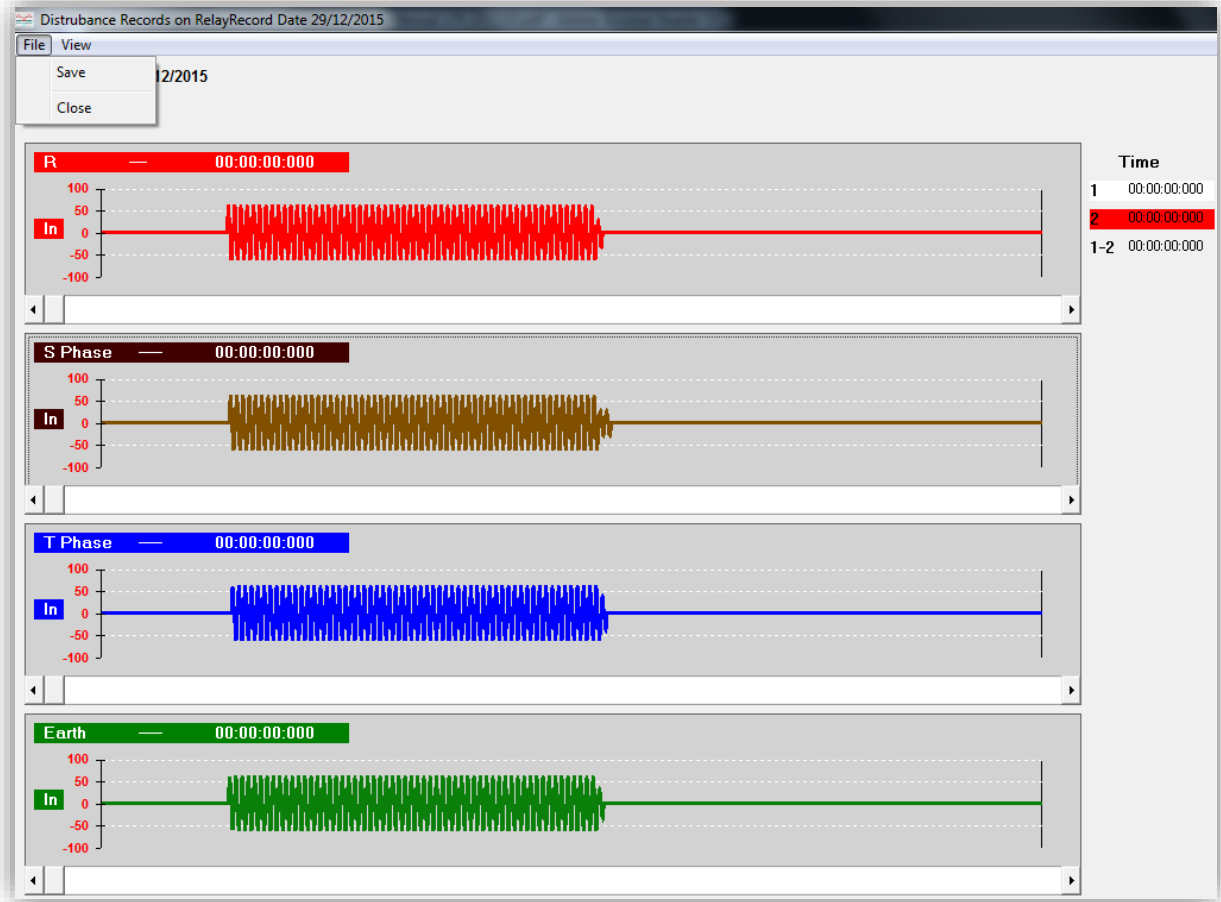 Distrubance Records on RelayRecord Date 29/12/2015
File View
Save
12/2015
Close
R — 00:00:00:000
100
50
In 0
-50
-100
S Phase — 00:00:00:000
100
50
In 0
-50
-100
T Phase — 00:00:00:000
100
50
In 0
-50
-100
Earth — 00:00:00:000
100
50
In 0
-50
-100
Time
1 00:00:00:000
2 00:00:00:000
1-2 00:00:00:000